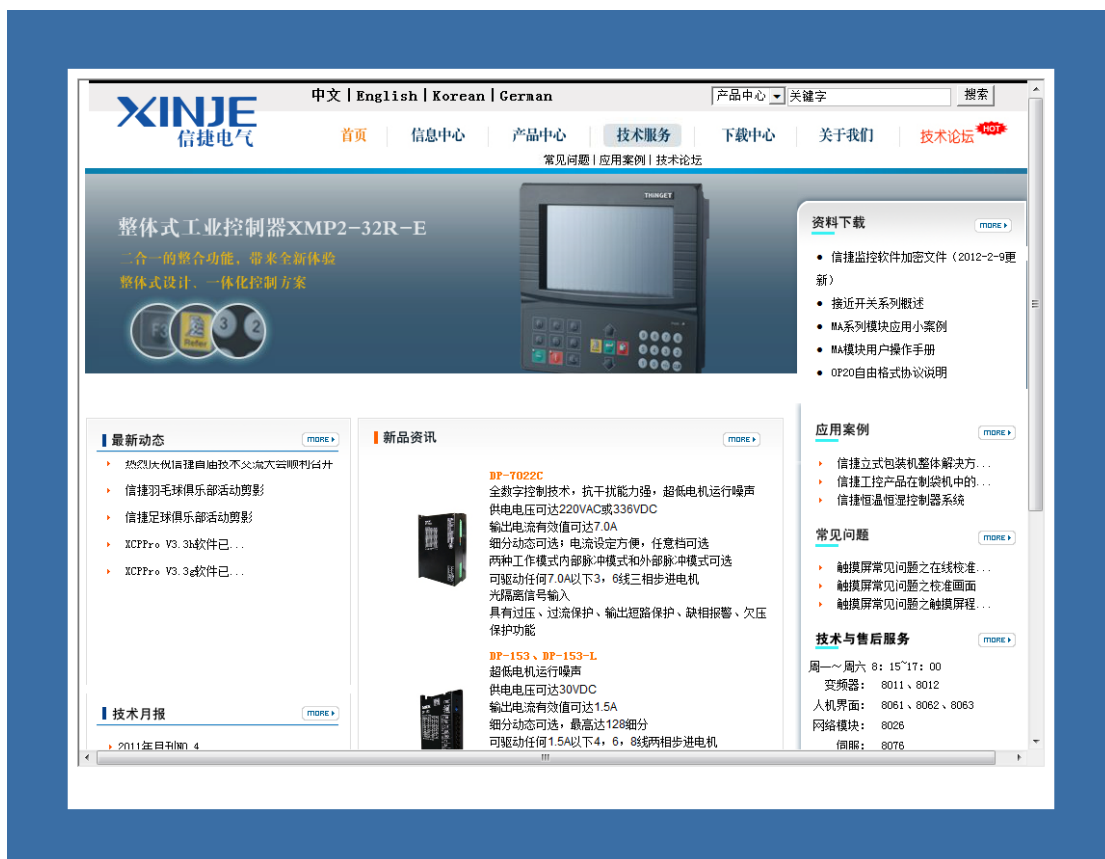 XINJE
信捷电气
中文 | English | Korean | German
产品中心 关键字 搜索
首页 信息中心 产品中心 技术服务 下载中心 关于我们 技术论坛 HOT
常见问题 | 应用案例 | 技术论坛
THINGET
整体式工业控制器XMP2-32R-E
二合一的整合功能，带来全新体验
整体式设计，一体化控制方案
F3 Refer 3 2
资料下载 MORE
• 信捷监控软件加密文件（2012-2-9更
新）
• 接近开关系列概述
• MA系列模块应用小案例
• MA模块用户操作手册
• OP20自由格式协议说明
最新动态 MORE
热烈庆祝信捷自由技术交流大会顺利召开
信捷羽毛球俱乐部活动剪影
信捷足球俱乐部活动剪影
XCPPro V3.3h软件已...
XCPPro V3.3g软件已...
技术月报 MORE
2011年月刊NO.4
新品资讯 MORE
DP-7022C
全数字控制技术，抗干扰能力强，超低电机运行噪声
供电电压可达220VAC或336VDC
输出电流有效值可达7.0A
细分动态可选；电流设定方便，任意档可选
两种工作模式内部脉冲模式和外部脉冲模式可选
可驱动任何7.0A以下3，6线三相步进电机
光隔离信号输入
具有过压、过流保护、输出短路保护、缺相报警、欠压
保护功能
DP-153、DP-153-L
超低电机运行噪声
供电电压可达30VDC
输出电流有效值可达1.5A
细分动态可选，最高达128细分
可驱动任何1.5A以下4，6，8线两相步进电机
应用案例 MORE
信捷立式包装机整体解决方...
信捷工控产品在制袋机中的...
信捷恒温恒湿控制器系统
常见问题 MORE
触摸屏常见问题之在线校准...
触摸屏常见问题之校准画面
触摸屏常见问题之触摸屏程...
技术与售后服务 MORE
周一～周六 8：15~17：00
变频器： 8011、8012
人机界面： 8061、8062、8063
网络模块： 8026
伺服： 8076